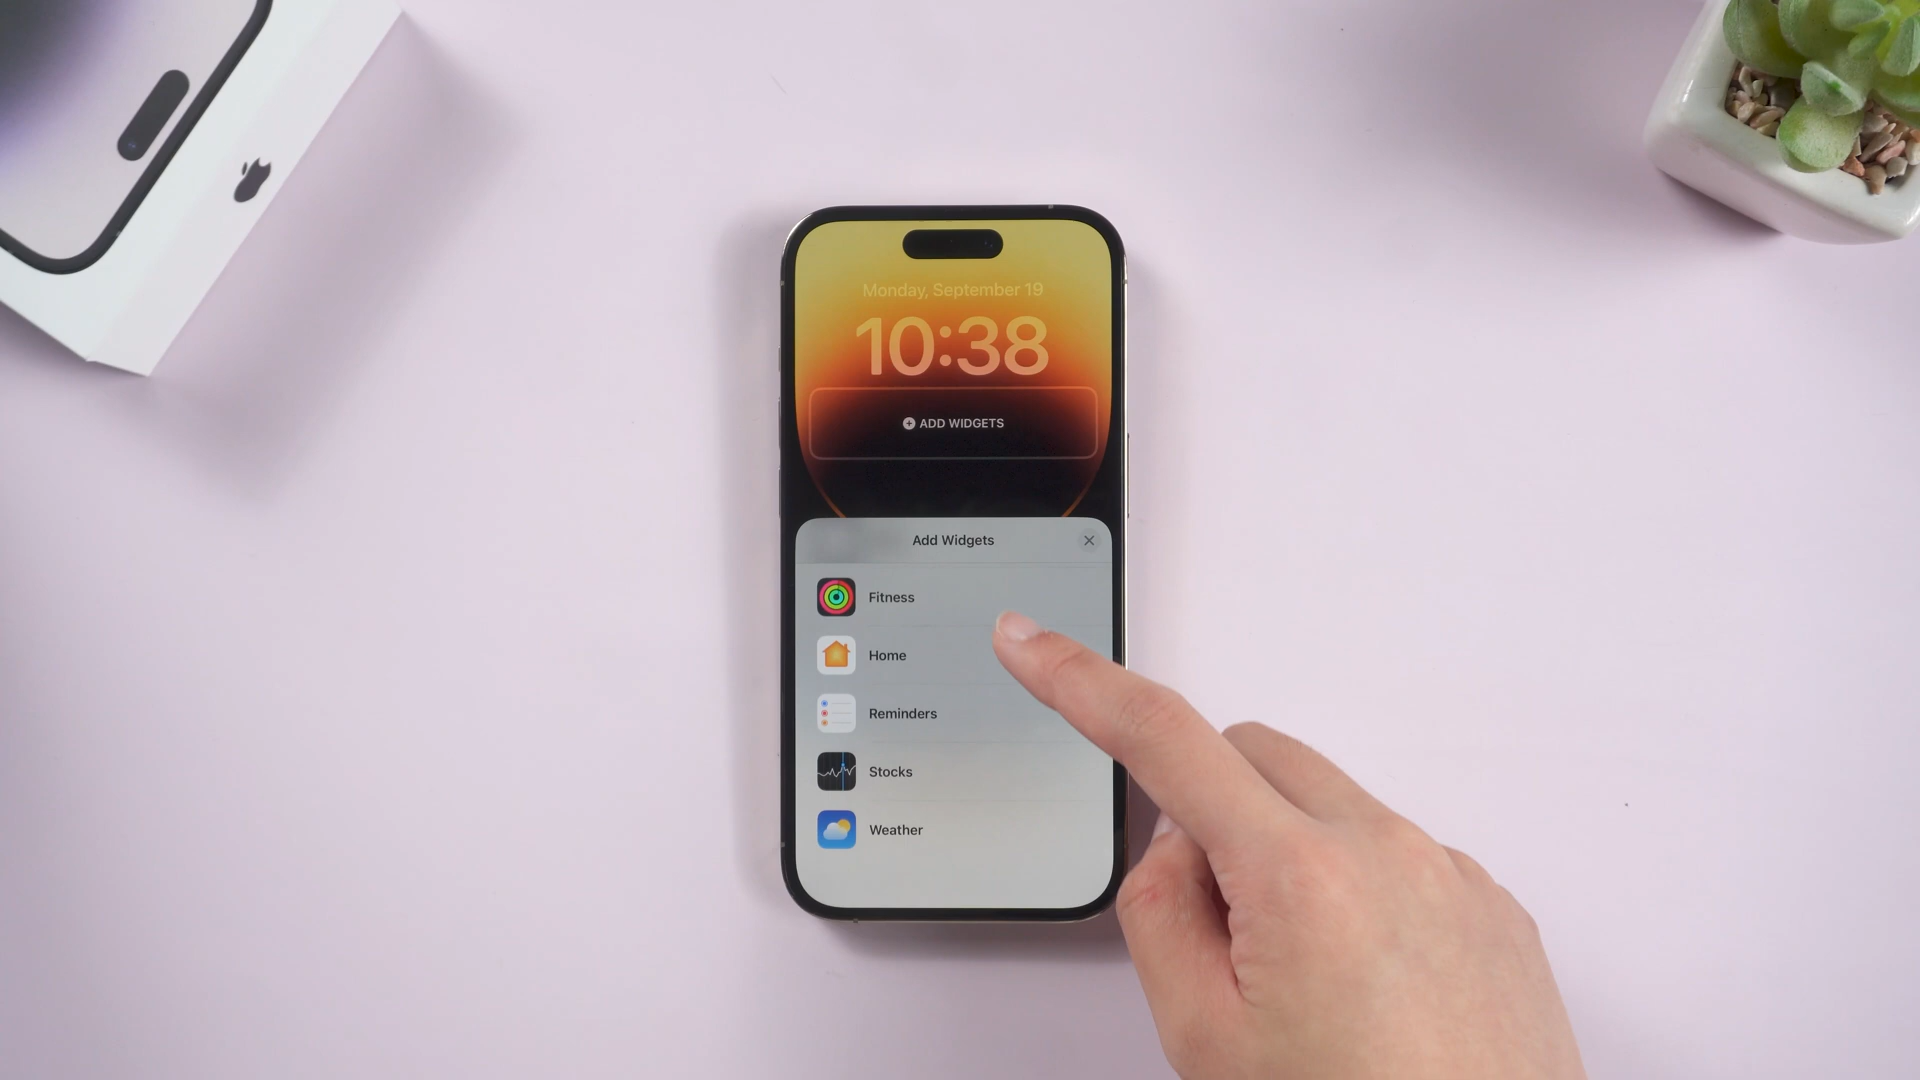 Monday, September 19
10:38
ADD WIDGETS
Add Widgets
Fitness
Home
Reminders
Stocks
Weather